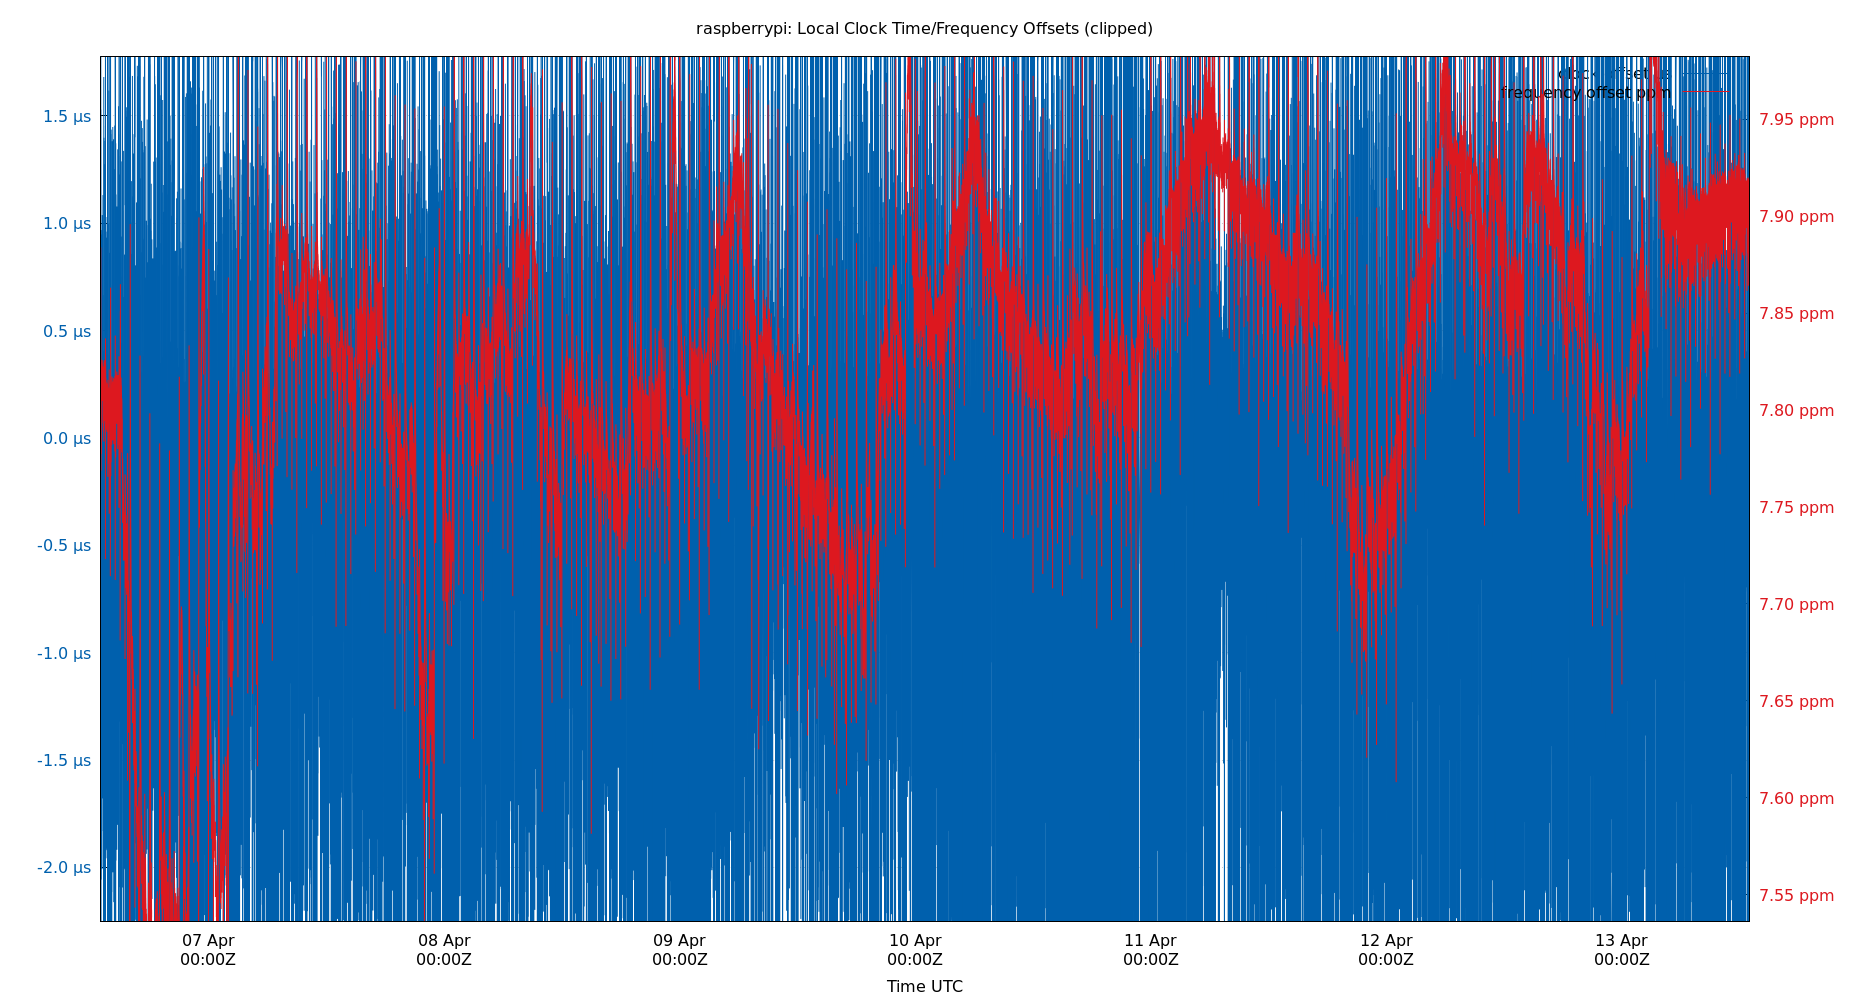 raspberrypi: Local Clock Time/Frequency Offsets (clipped)
clock offset
frequency offset ppm
1.5 µs
1.0 µs
0.5 µs
0.0 µs
-0.5 µs
-1.0 µs
-1.5 µs
-2.0 µs
7.95 ppm
7.90 ppm
7.85 ppm
7.80 ppm
7.75 ppm
7.70 ppm
7.65 ppm
7.60 ppm
7.55 ppm
07 Apr
00:00Z
08 Apr
00:00Z
09 Apr
00:00Z
10 Apr
00:00Z
11 Apr
00:00Z
12 Apr
00:00Z
13 Apr
00:00Z
Time UTC